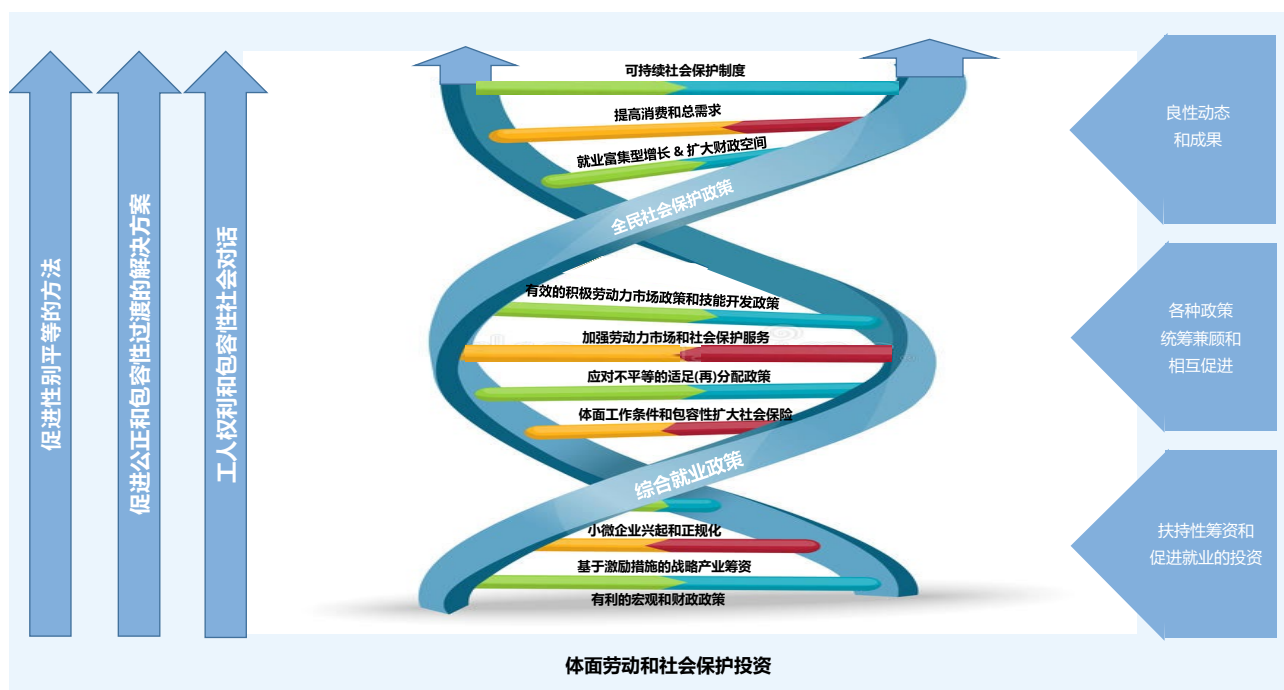 促进性别平等的方法
促进公正和包容性过渡的解决方案
工人权利和包容性社会对话
可持续社会保护制度
提高消费和总需求
就业富集型增长 & 扩大财政空间
全民社会保护政策
有效的积极劳动力市场政策和技能开发政策
加强劳动力市场和社会保护服务
应对不平等的适足(再)分配政策
体面工作条件和包容性扩大社会保险
综合就业政策
小微企业兴起和正规化
基于激励措施的战略产业筹资
有利的宏观和财政政策
良性动态
和成果
各种政策
统筹兼顾和
相互促进
扶持性筹资和
促进就业的投资
体面劳动和社会保护投资